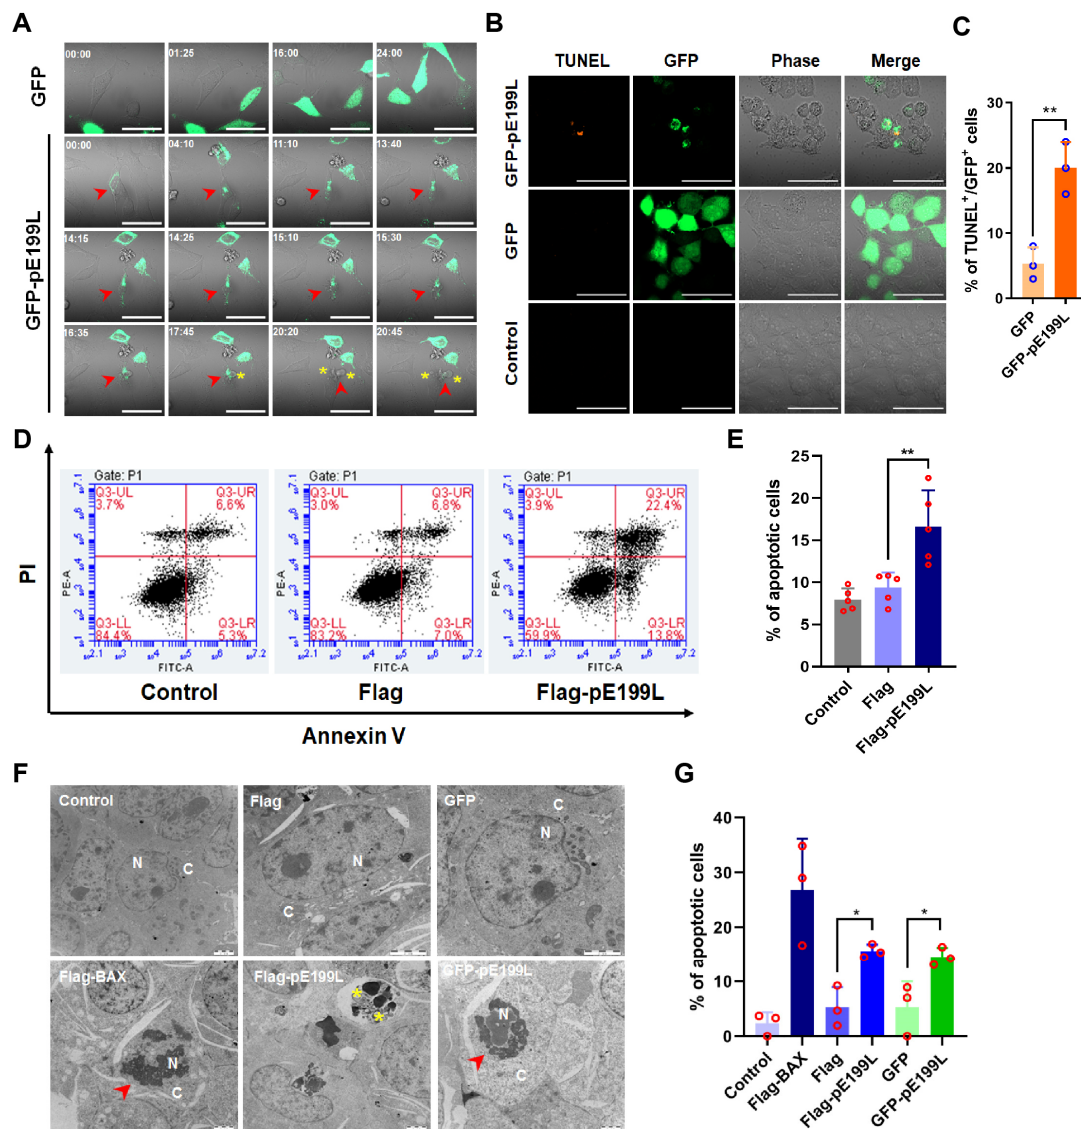 A
GFP
GFP-pE199L
00:00 01:25 16:00 24:00
00:00 04:10 11:10 13:40
14:15 14:25 15:10 15:30
16:35 17:45 20:20 20:45
* * * * *
B
TUNEL GFP Phase Merge
GFP-pE199L
GFP
Control
C
% of TUNEL+/GFP+ cells
30
20
10
0
**
GFP
GFP-pE199L
D
PI
Gate: P1
Q3-UL Q3-UR
3.7% 6.6%
Q3-LL Q3-LR
84.4% 5.3%
PE-A
FITC-A
Control
Gate: P1
Q3-UL Q3-UR
3.0% 6.8%
Q3-LL Q3-LR
83.2% 7.0%
PE-A
FITC-A
Flag
Gate: P1
Q3-UL Q3-UR
3.9% 22.4%
Q3-LL Q3-LR
59.9% 13.8%
PE-A
FITC-A
Flag-pE199L
Annexin V
E
% of apoptotic cells
25
20
15
10
5
0
**
Control
Flag
Flag-pE199L
F
Control
N
C
Flag
N
C
GFP
C
N
Flag-BAX
N
C
Flag-pE199L
*
*
GFP-pE199L
N
C
G
% of apoptotic cells
40
30
20
10
0
* *
Control
Flag-BAX
Flag
Flag-pE199L
GFP
GFP-pE199L